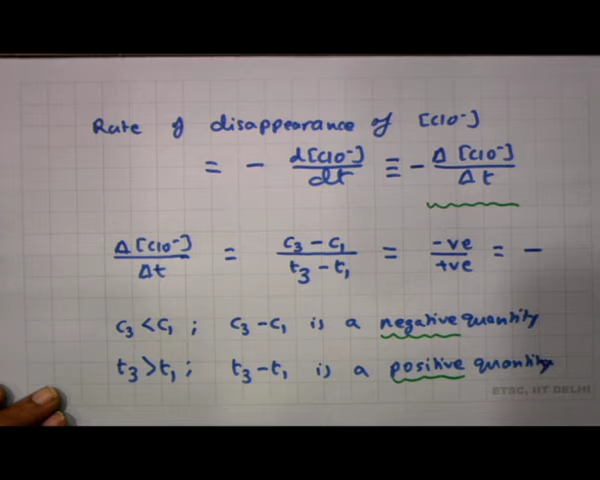 Rate of disappearance of [ClO⁻]
= - d[ClO⁻]/dt ≡ - Δ[ClO⁻]/Δt
Δ[ClO⁻]/Δt = C₃-C₁/t₃-t₁ = -ve/+ve = -
C₃<C₁; C₃-C₁ is a negative quantity
t₃>t₁; t₃-t₁ is a positive quantity
ETSC, IIT DELHI